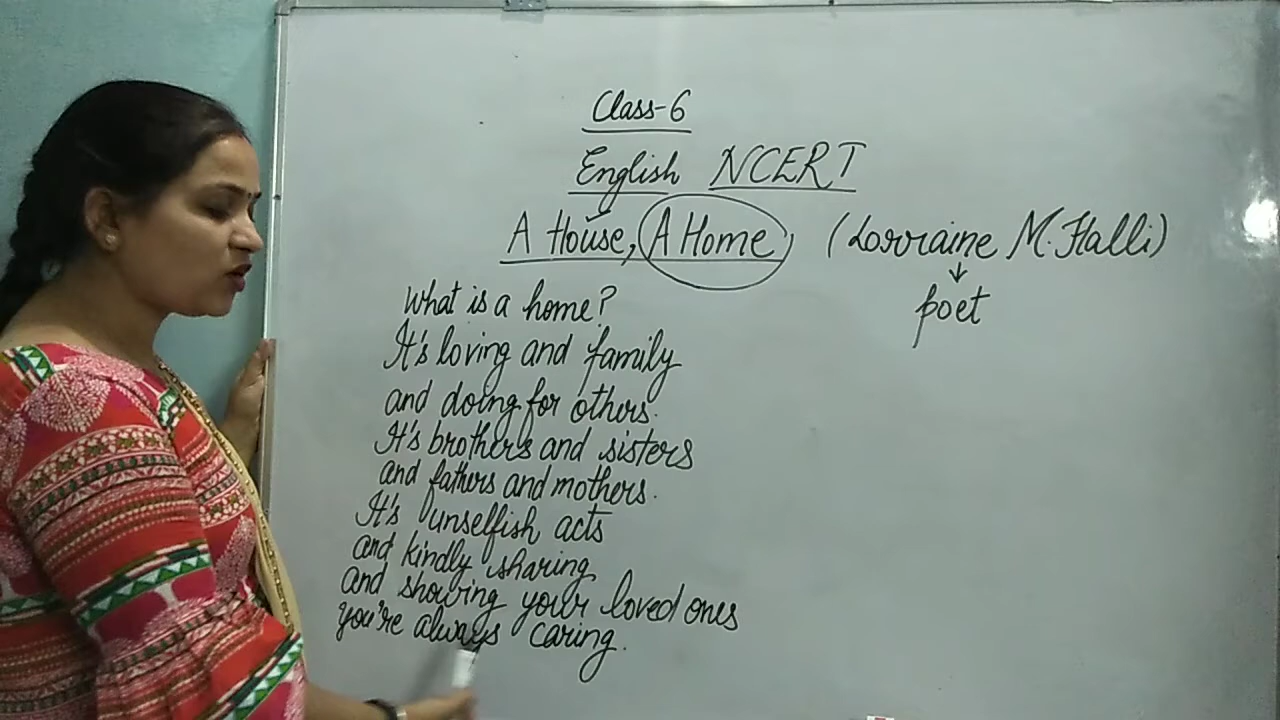 Class-6
English NCERT
A House, A Home, (Lorraine M. Halli)
poet
What is a home?
It's loving and family
and doing for others.
It's brothers and sisters
and fathers and mothers.
It's unselfish acts
and kindly sharing
and showing your loved ones
you're always caring.